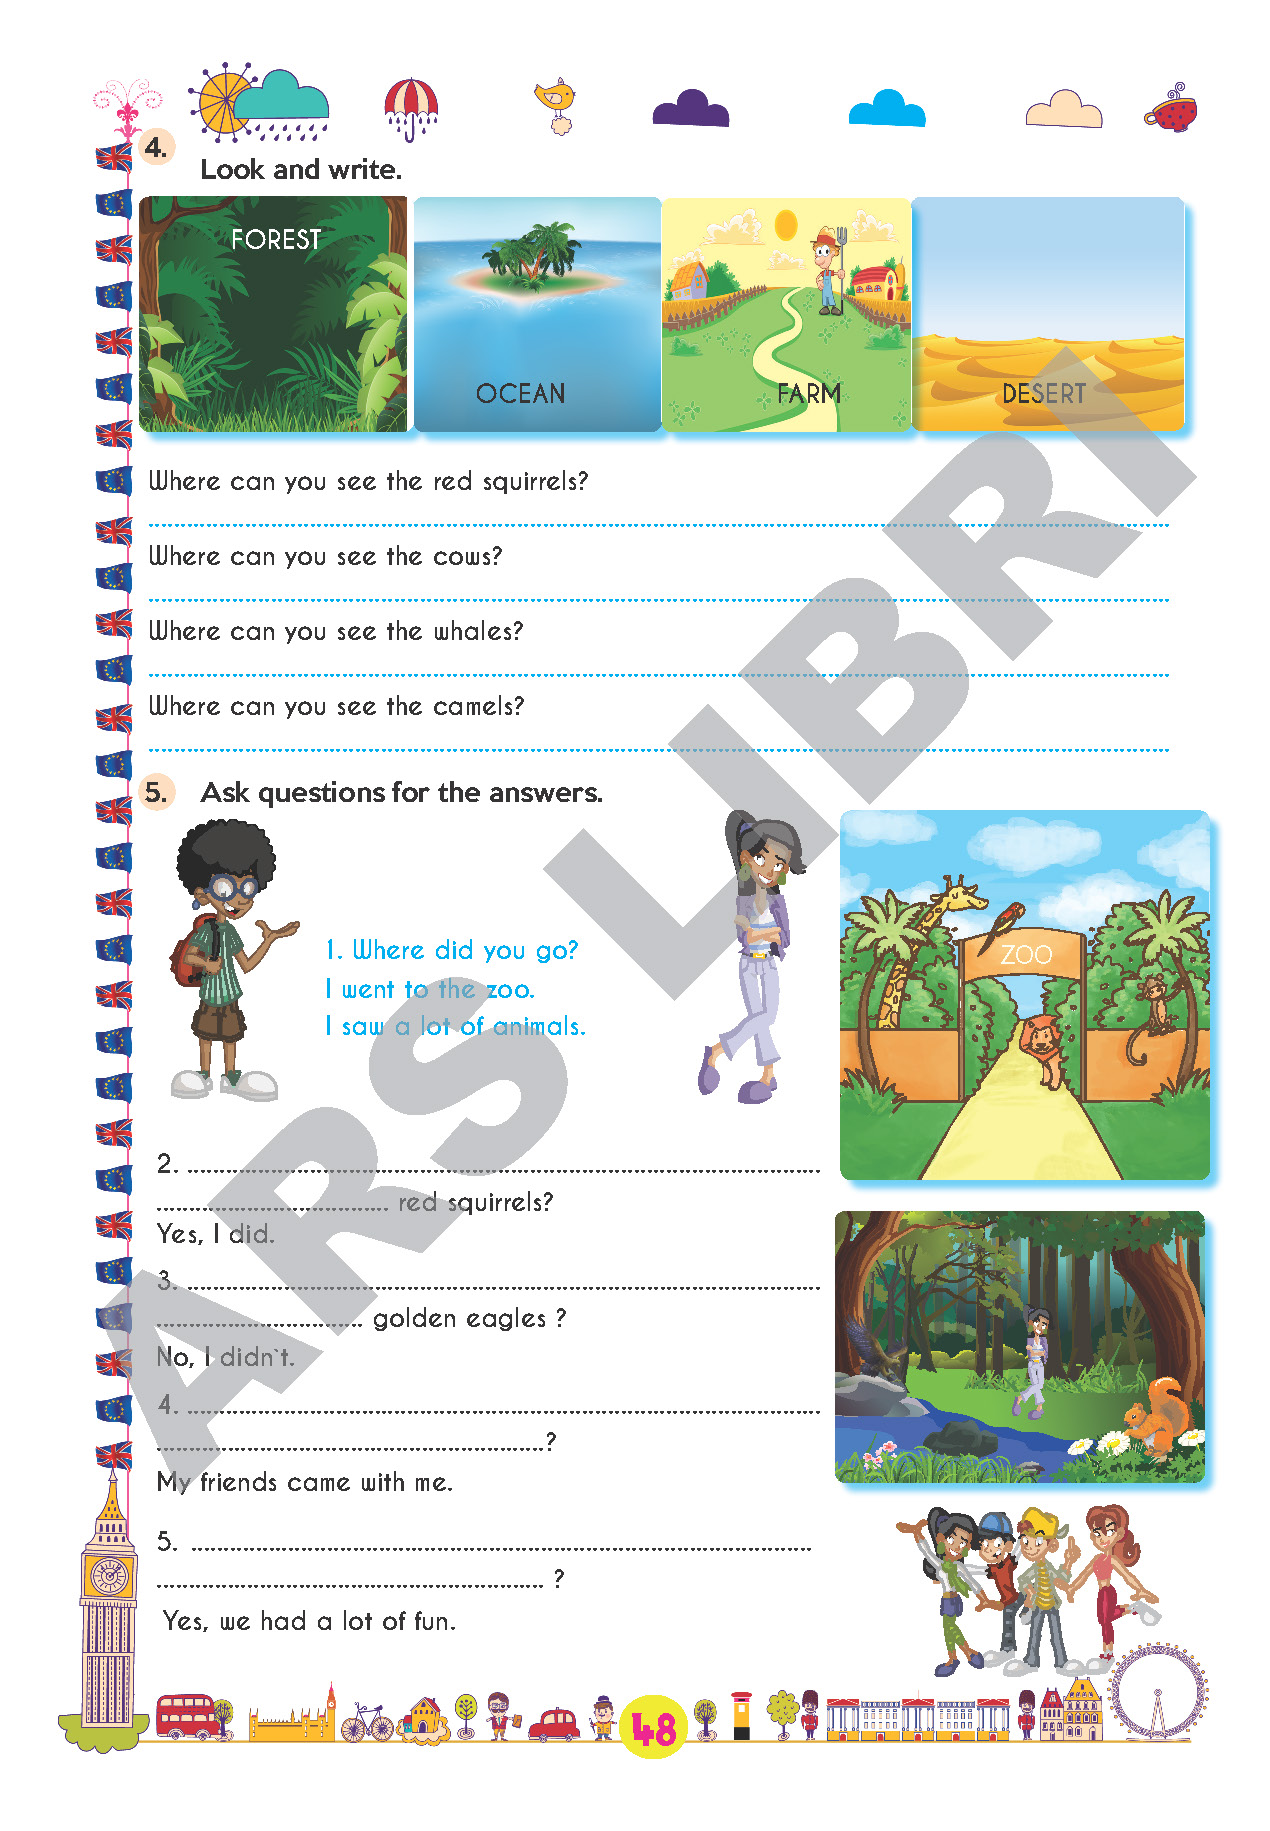 4.
Look and write.
FOREST
OCEAN
FARM
DESERT
Where can you see the red squirrels?
Where can you see the cows?
Where can you see the whales?
Where can you see the camels?
5. Ask questions for the answers.
1. Where did you go?
I went to the zoo.
I saw a lot of animals.
ZOO
2. ................................................................
................................ red squirrels?
Yes, I did.
3. ................................................................
............................ golden eagles ?
No, I didn`t.
4. ................................................................
................................................?
My friends came with me.
5. ................................................................
................................................ ?
Yes, we had a lot of fun.
48
ARS LIBRI